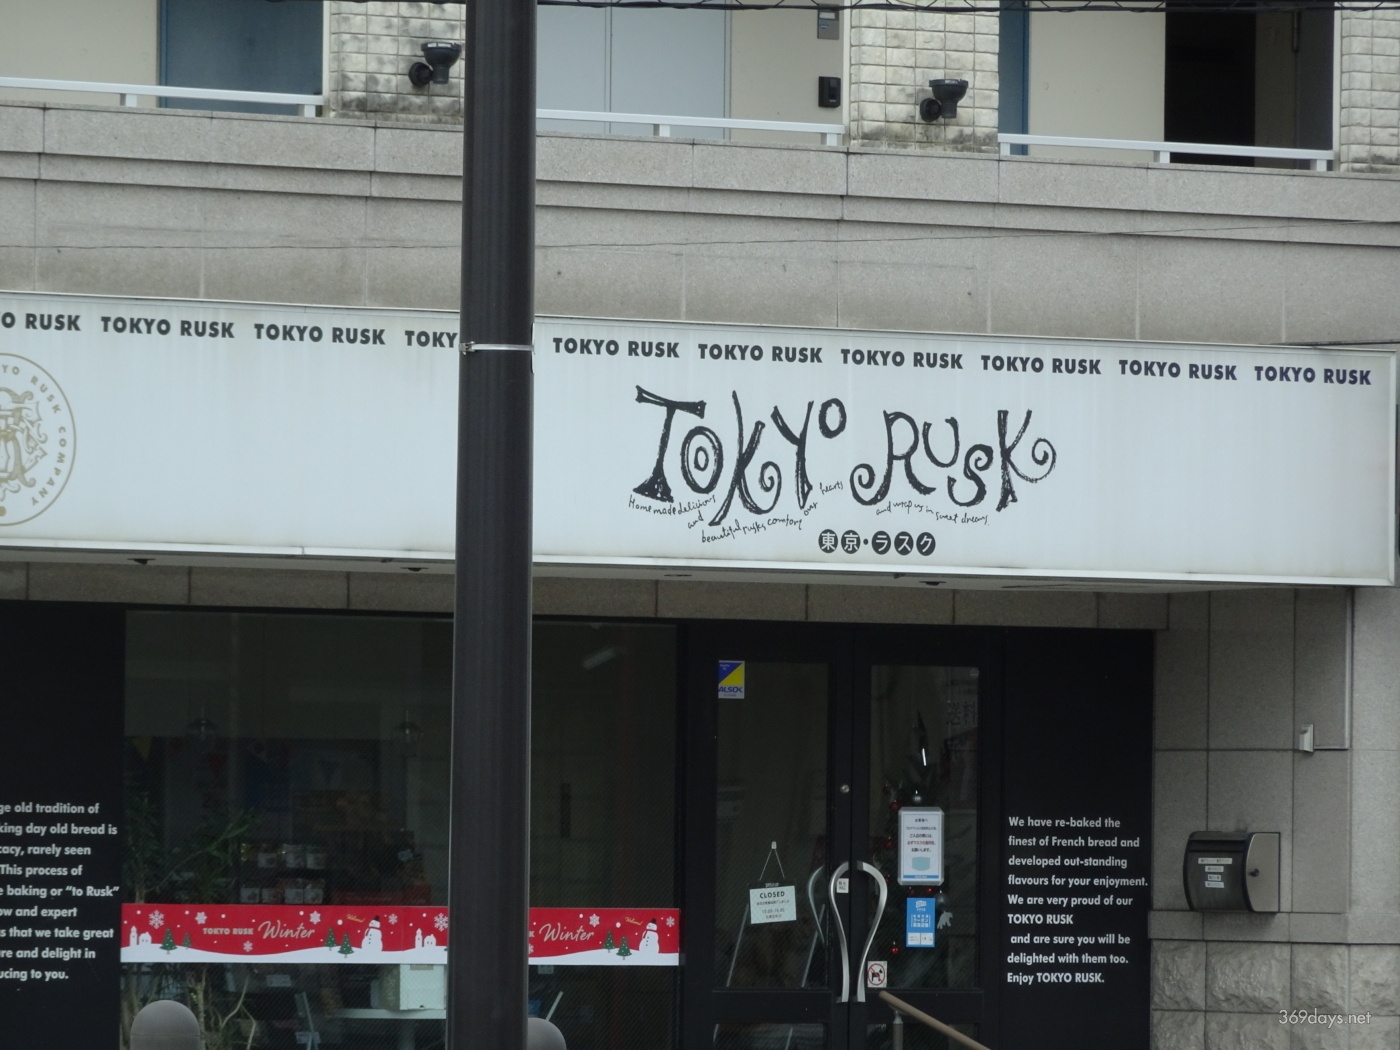 O RUSK TOKYO RUSK TOKYO RUSK TOKY TOKYO RUSK TOKYO RUSK TOKYO RUSK TOKYO RUSK TOKYO RUSK TOKYO RUSK
YO RUSK COMPANY
TOKYO RUSK
Homemade delicious and beautiful rusks comfort our hearts and wrap us in sweet dreams.
東京・ラスク
ALSOK
ge old tradition of
king day old bread is
cacy, rarely seen
This process of
e baking or "to Rusk"
ow and expert
s that we take great
re and delight in
ucing to you.
TOKYO RUSK Winter
Winter
CLOSED
We have re-baked the
finest of French bread and
developed out-standing
flavours for your enjoyment.
We are very proud of our
TOKYO RUSK
and are sure you will be
delighted with them too.
Enjoy TOKYO RUSK.
369days.net